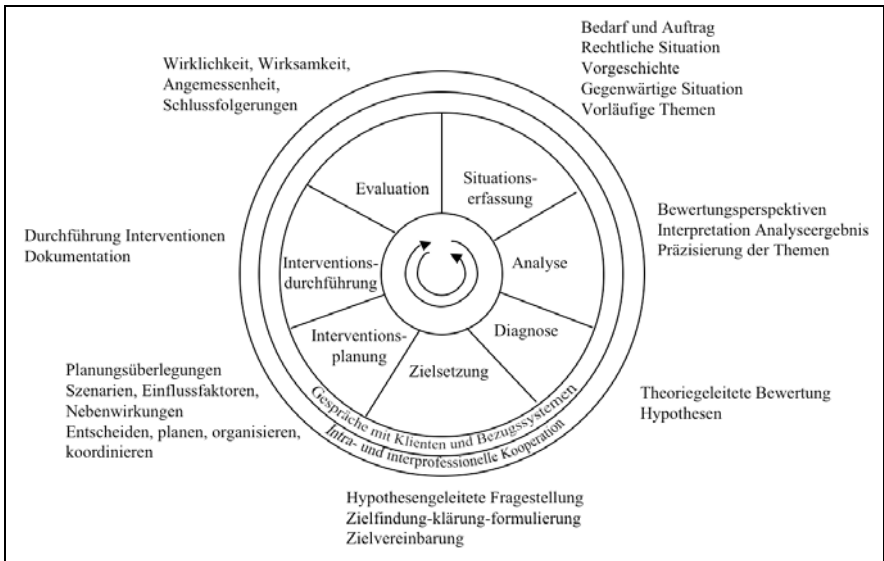 Bedarf und Auftrag
Rechtliche Situation
Vorgeschichte
Gegenwärtige Situation
Vorläufige Themen
Wirklichkeit, Wirksamkeit,
Angemessenheit,
Schlussfolgerungen
Evaluation
Situations-
erfassung
Bewertungsperspektiven
Interpretation Analyseergebnis
Präzisierung der Themen
Durchführung Interventionen
Dokumentation
Interventions-
durchführung
Analyse
Diagnose
Interventions-
planung
Zielsetzung
Planungsüberlegungen
Szenarien, Einflussfaktoren,
Nebenwirkungen
Entscheiden, planen, organisieren,
koordinieren
Theoriegeleitete Bewertung
Hypothesen
Gespräche mit Klienten und Bezugssystemen
Intra- und interprofessionelle Kooperation
Hypothesengeleitete Fragestellung
Zielfindung-klärung-formulierung
Zielvereinbarung